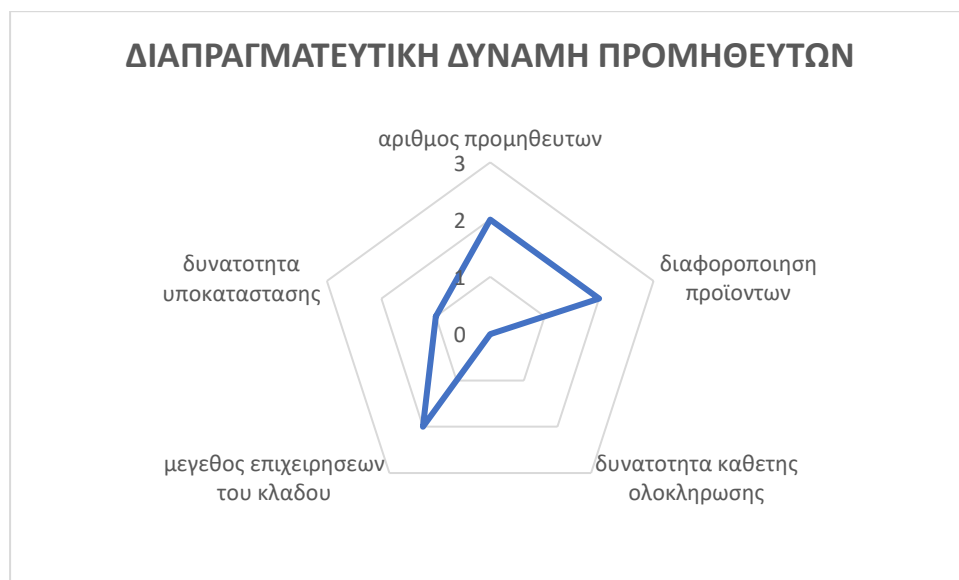 ΔΙΑΠΡΑΓΜΑΤΕΥΤΙΚΗ ΔΥΝΑΜΗ ΠΡΟΜΗΘΕΥΤΩΝ
αριθμος προμηθευτων
3
2
1
0
διαφοροποιηση
προϊοντων
δυνατοτητα καθετης
ολοκληρωσης
μεγεθος επιχειρησεων
του κλαδου
δυνατοτητα
υποκαταστασης